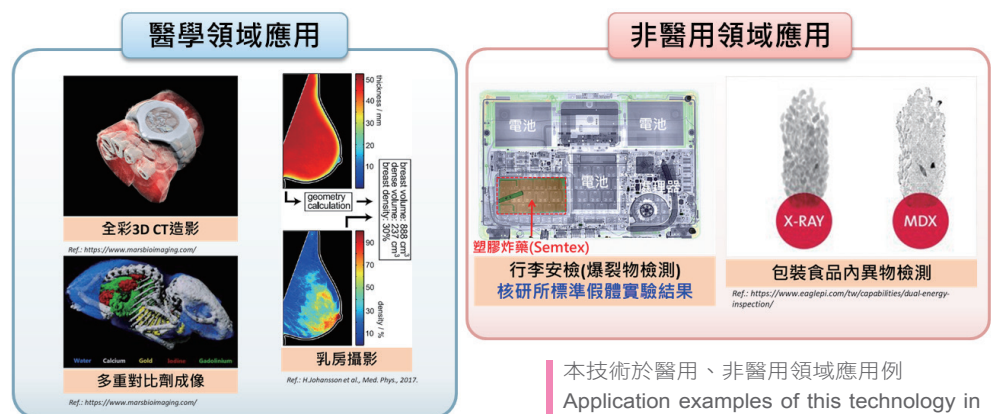 醫學領域應用
全彩3D CT造影
Ref.: https://www.marsbioimaging.com/
Water Calcium Gold Iodine Gadolinium
多重對比劑成像
Ref.: https://www.marsbioimaging.com/
50
40
30
20
10
thickness / mm
geometry
calculation
breast volume: 888 cm³
dense volume: 237 cm³
breast density: 30%
90
70
50
30
10
density / %
乳房攝影
Ref.: H.Johansson et al., Med. Phys., 2017.
非醫用領域應用
電池
電池
電池
處理器
塑膠炸藥(Semtex)
行李安檢(爆裂物檢測)
核研所標準假體實驗結果
X-RAY
MDX
包裝食品內異物檢測
Ref.: https://www.eaglepi.com/tw/capabilities/dual-energy-
inspection/
本技術於醫用、非醫用領域應用例
Application examples of this technology in